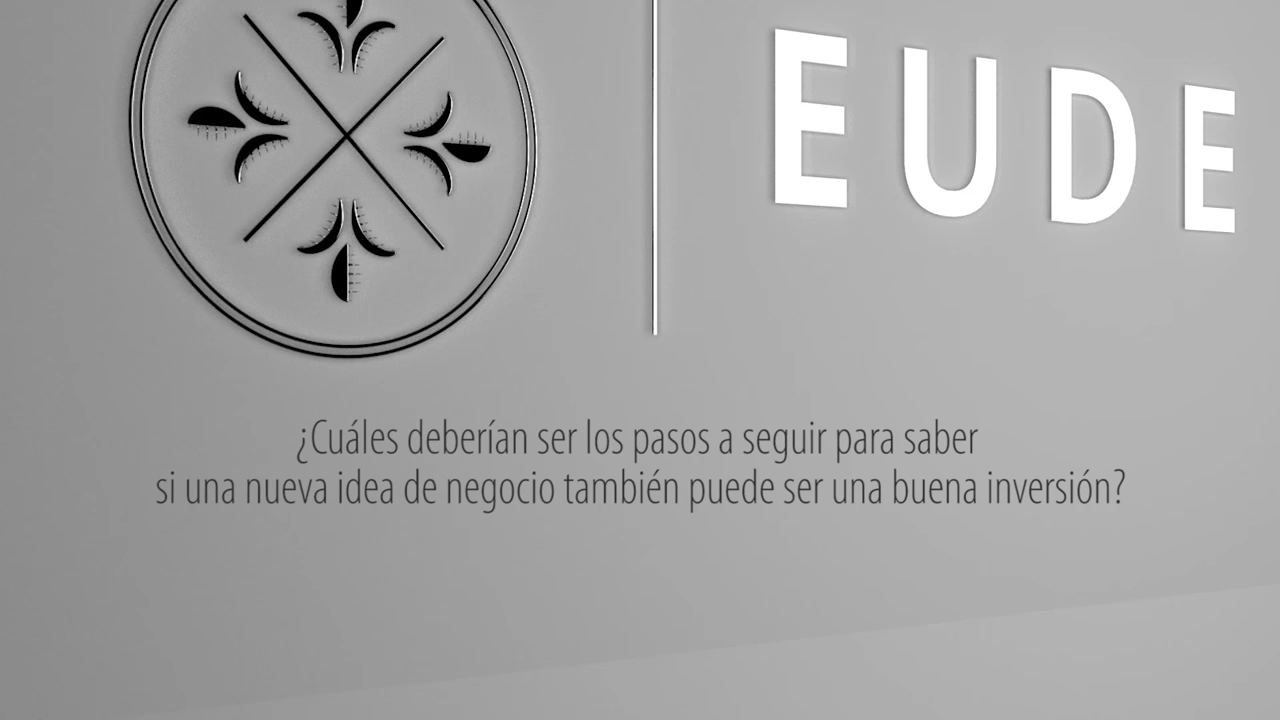 EUDE
¿Cuáles deberían ser los pasos a seguir para saber
si una nueva idea de negocio también puede ser una buena inversión?